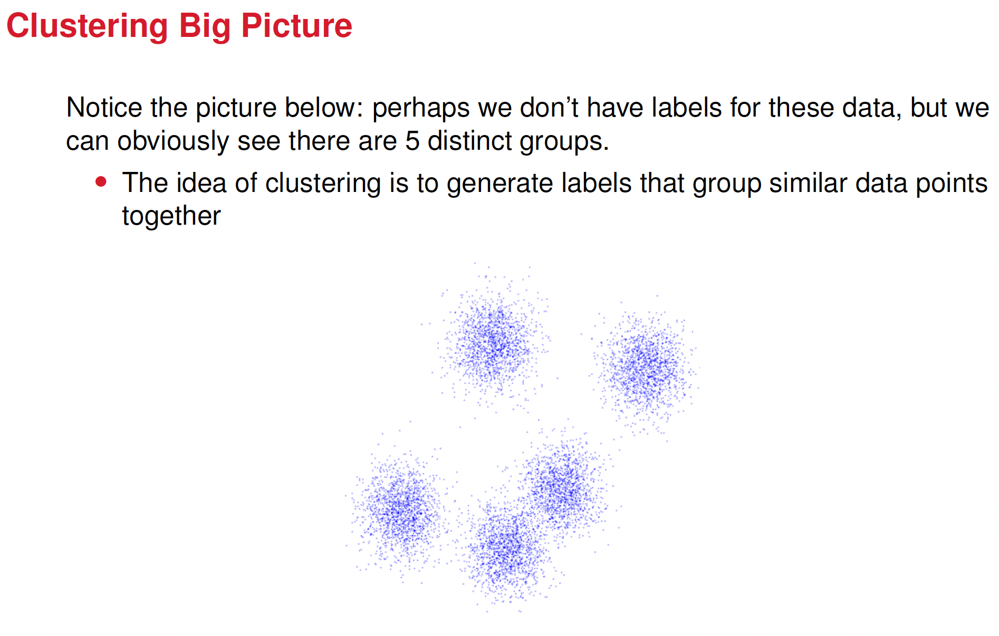 Clustering Big Picture
Notice the picture below: perhaps we don’t have labels for these data, but we
can obviously see there are 5 distinct groups.
• The idea of clustering is to generate labels that group similar data points
together